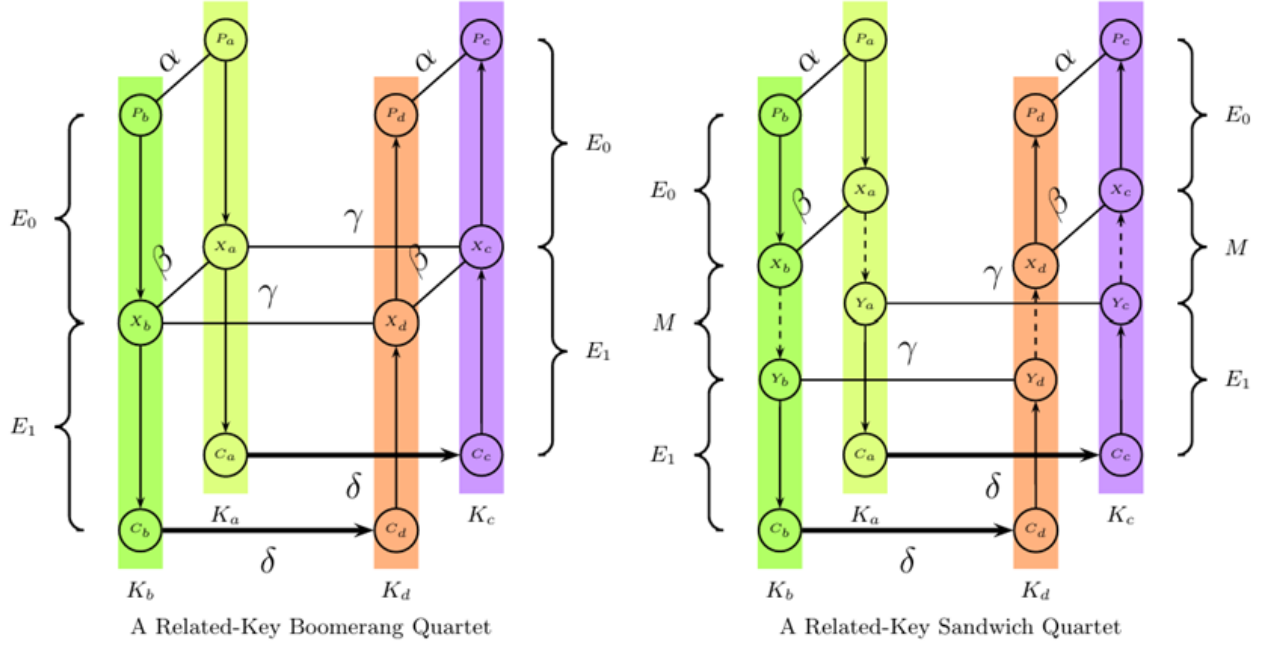 P_a
P_c
P_a
P_c
α
α
α
α
P_b
P_d
P_b
P_d
E_0
E_0
E_0
E_0
X_a
X_c
β
β
γ
X_a
X_c
M
β
β
γ
X_b
X_d
γ
Y_a
Y_c
X_b
X_d
M
E_1
γ
E_1
Y_b
Y_d
E_1
E_1
C_a
C_c
C_a
C_c
δ
δ
K_a
K_c
K_a
K_c
C_b
C_d
C_b
C_d
δ
δ
K_b
K_d
K_b
K_d
A Related-Key Boomerang Quartet
A Related-Key Sandwich Quartet